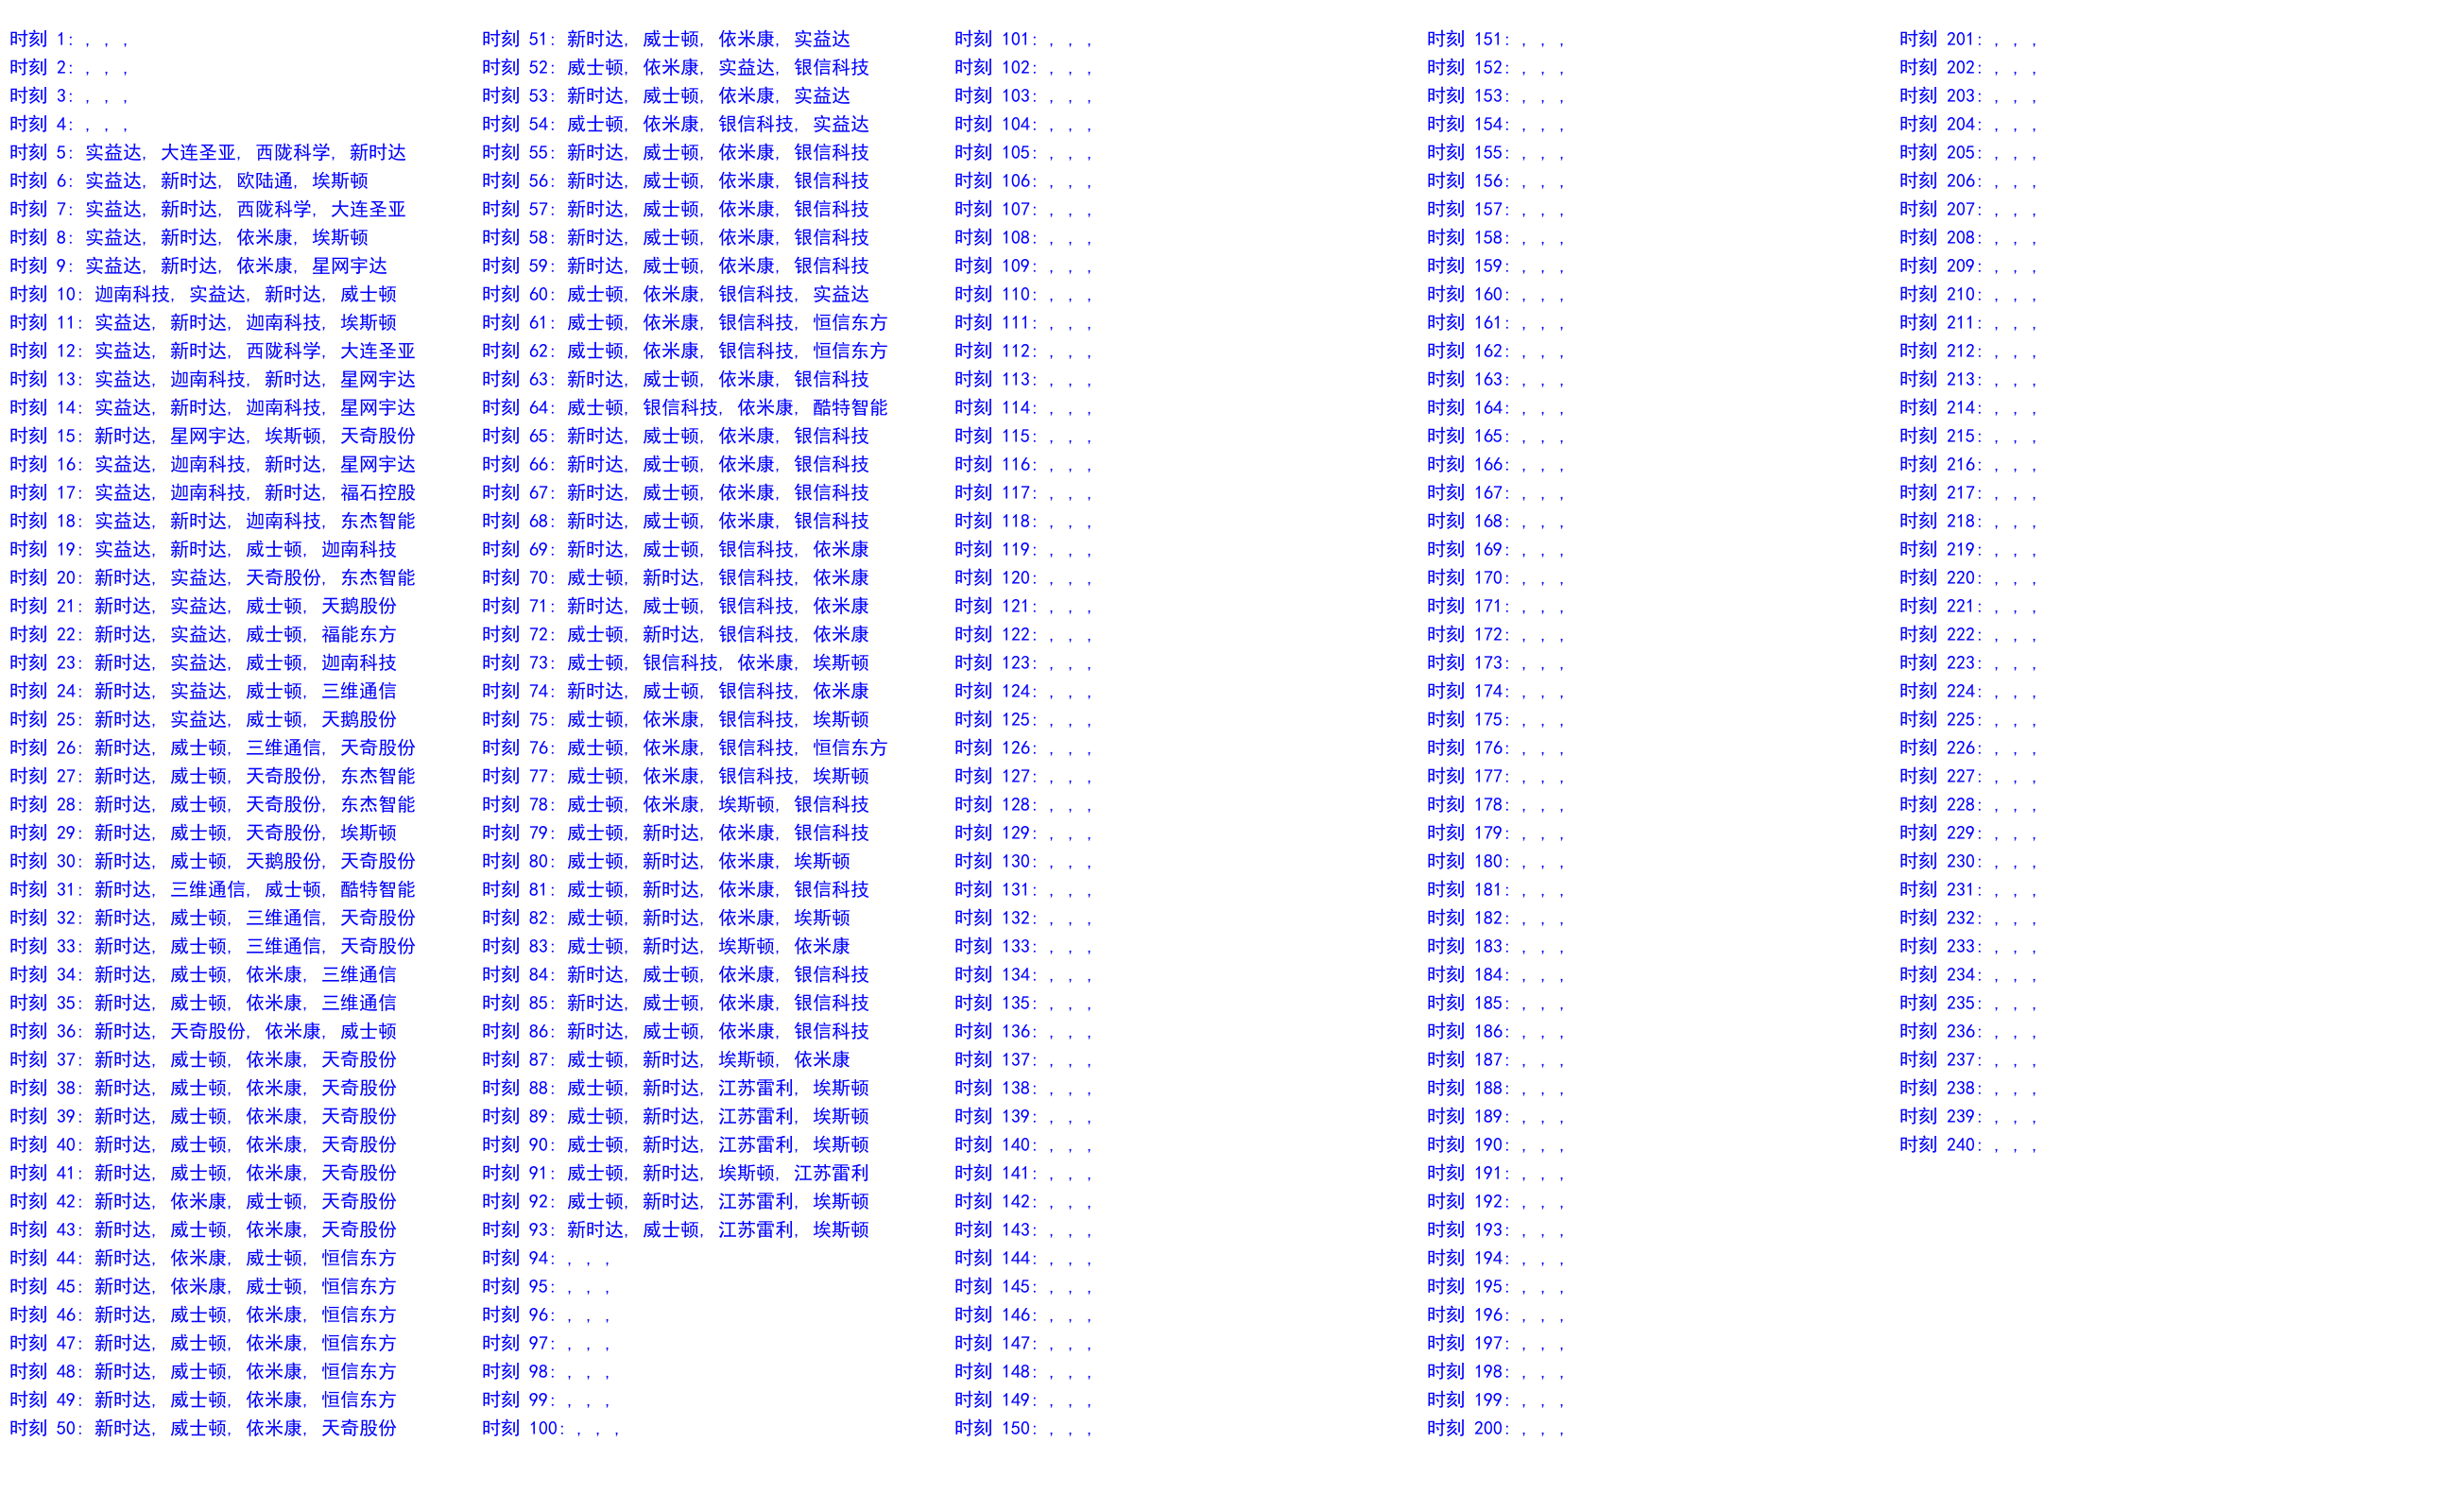 时刻 1: , , ,
时刻 2: , , ,
时刻 3: , , ,
时刻 4: , , ,
时刻 5: 实益达, 大连圣亚, 西陇科学, 新时达
时刻 6: 实益达, 新时达, 欧陆通, 埃斯顿
时刻 7: 实益达, 新时达, 西陇科学, 大连圣亚
时刻 8: 实益达, 新时达, 依米康, 埃斯顿
时刻 9: 实益达, 新时达, 依米康, 星网宇达
时刻 10: 迦南科技, 实益达, 新时达, 威士顿
时刻 11: 实益达, 新时达, 迦南科技, 埃斯顿
时刻 12: 实益达, 新时达, 西陇科学, 大连圣亚
时刻 13: 实益达, 迦南科技, 新时达, 星网宇达
时刻 14: 实益达, 新时达, 迦南科技, 星网宇达
时刻 15: 新时达, 星网宇达, 埃斯顿, 天奇股份
时刻 16: 实益达, 迦南科技, 新时达, 星网宇达
时刻 17: 实益达, 迦南科技, 新时达, 福石控股
时刻 18: 实益达, 新时达, 迦南科技, 东杰智能
时刻 19: 实益达, 新时达, 威士顿, 迦南科技
时刻 20: 新时达, 实益达, 天奇股份, 东杰智能
时刻 21: 新时达, 实益达, 威士顿, 天鹅股份
时刻 22: 新时达, 实益达, 威士顿, 福能东方
时刻 23: 新时达, 实益达, 威士顿, 迦南科技
时刻 24: 新时达, 实益达, 威士顿, 三维通信
时刻 25: 新时达, 实益达, 威士顿, 天鹅股份
时刻 26: 新时达, 威士顿, 三维通信, 天奇股份
时刻 27: 新时达, 威士顿, 天奇股份, 东杰智能
时刻 28: 新时达, 威士顿, 天奇股份, 东杰智能
时刻 29: 新时达, 威士顿, 天奇股份, 埃斯顿
时刻 30: 新时达, 威士顿, 天鹅股份, 天奇股份
时刻 31: 新时达, 三维通信, 威士顿, 酷特智能
时刻 32: 新时达, 威士顿, 三维通信, 天奇股份
时刻 33: 新时达, 威士顿, 三维通信, 天奇股份
时刻 34: 新时达, 威士顿, 依米康, 三维通信
时刻 35: 新时达, 威士顿, 依米康, 三维通信
时刻 36: 新时达, 天奇股份, 依米康, 威士顿
时刻 37: 新时达, 威士顿, 依米康, 天奇股份
时刻 38: 新时达, 威士顿, 依米康, 天奇股份
时刻 39: 新时达, 威士顿, 依米康, 天奇股份
时刻 40: 新时达, 威士顿, 依米康, 天奇股份
时刻 41: 新时达, 威士顿, 依米康, 天奇股份
时刻 42: 新时达, 依米康, 威士顿, 天奇股份
时刻 43: 新时达, 威士顿, 依米康, 天奇股份
时刻 44: 新时达, 依米康, 威士顿, 恒信东方
时刻 45: 新时达, 依米康, 威士顿, 恒信东方
时刻 46: 新时达, 威士顿, 依米康, 恒信东方
时刻 47: 新时达, 威士顿, 依米康, 恒信东方
时刻 48: 新时达, 威士顿, 依米康, 恒信东方
时刻 49: 新时达, 威士顿, 依米康, 恒信东方
时刻 50: 新时达, 威士顿, 依米康, 天奇股份
时刻 51: 新时达, 威士顿, 依米康, 实益达
时刻 52: 威士顿, 依米康, 实益达, 银信科技
时刻 53: 新时达, 威士顿, 依米康, 实益达
时刻 54: 威士顿, 依米康, 银信科技, 实益达
时刻 55: 新时达, 威士顿, 依米康, 银信科技
时刻 56: 新时达, 威士顿, 依米康, 银信科技
时刻 57: 新时达, 威士顿, 依米康, 银信科技
时刻 58: 新时达, 威士顿, 依米康, 银信科技
时刻 59: 新时达, 威士顿, 依米康, 银信科技
时刻 60: 威士顿, 依米康, 银信科技, 实益达
时刻 61: 威士顿, 依米康, 银信科技, 恒信东方
时刻 62: 威士顿, 依米康, 银信科技, 恒信东方
时刻 63: 新时达, 威士顿, 依米康, 银信科技
时刻 64: 威士顿, 银信科技, 依米康, 酷特智能
时刻 65: 新时达, 威士顿, 依米康, 银信科技
时刻 66: 新时达, 威士顿, 依米康, 银信科技
时刻 67: 新时达, 威士顿, 依米康, 银信科技
时刻 68: 新时达, 威士顿, 依米康, 银信科技
时刻 69: 新时达, 威士顿, 银信科技, 依米康
时刻 70: 威士顿, 新时达, 银信科技, 依米康
时刻 71: 新时达, 威士顿, 银信科技, 依米康
时刻 72: 威士顿, 新时达, 银信科技, 依米康
时刻 73: 威士顿, 银信科技, 依米康, 埃斯顿
时刻 74: 新时达, 威士顿, 银信科技, 依米康
时刻 75: 威士顿, 依米康, 银信科技, 埃斯顿
时刻 76: 威士顿, 依米康, 银信科技, 恒信东方
时刻 77: 威士顿, 依米康, 银信科技, 埃斯顿
时刻 78: 威士顿, 依米康, 埃斯顿, 银信科技
时刻 79: 威士顿, 新时达, 依米康, 银信科技
时刻 80: 威士顿, 新时达, 依米康, 埃斯顿
时刻 81: 威士顿, 新时达, 依米康, 银信科技
时刻 82: 威士顿, 新时达, 依米康, 埃斯顿
时刻 83: 威士顿, 新时达, 埃斯顿, 依米康
时刻 84: 新时达, 威士顿, 依米康, 银信科技
时刻 85: 新时达, 威士顿, 依米康, 银信科技
时刻 86: 新时达, 威士顿, 依米康, 银信科技
时刻 87: 威士顿, 新时达, 埃斯顿, 依米康
时刻 88: 威士顿, 新时达, 江苏雷利, 埃斯顿
时刻 89: 威士顿, 新时达, 江苏雷利, 埃斯顿
时刻 90: 威士顿, 新时达, 江苏雷利, 埃斯顿
时刻 91: 威士顿, 新时达, 埃斯顿, 江苏雷利
时刻 92: 威士顿, 新时达, 江苏雷利, 埃斯顿
时刻 93: 新时达, 威士顿, 江苏雷利, 埃斯顿
时刻 94: , , ,
时刻 95: , , ,
时刻 96: , , ,
时刻 97: , , ,
时刻 98: , , ,
时刻 99: , , ,
时刻 100: , , ,
时刻 101: , , ,
时刻 102: , , ,
时刻 103: , , ,
时刻 104: , , ,
时刻 105: , , ,
时刻 106: , , ,
时刻 107: , , ,
时刻 108: , , ,
时刻 109: , , ,
时刻 110: , , ,
时刻 111: , , ,
时刻 112: , , ,
时刻 113: , , ,
时刻 114: , , ,
时刻 115: , , ,
时刻 116: , , ,
时刻 117: , , ,
时刻 118: , , ,
时刻 119: , , ,
时刻 120: , , ,
时刻 121: , , ,
时刻 122: , , ,
时刻 123: , , ,
时刻 124: , , ,
时刻 125: , , ,
时刻 126: , , ,
时刻 127: , , ,
时刻 128: , , ,
时刻 129: , , ,
时刻 130: , , ,
时刻 131: , , ,
时刻 132: , , ,
时刻 133: , , ,
时刻 134: , , ,
时刻 135: , , ,
时刻 136: , , ,
时刻 137: , , ,
时刻 138: , , ,
时刻 139: , , ,
时刻 140: , , ,
时刻 141: , , ,
时刻 142: , , ,
时刻 143: , , ,
时刻 144: , , ,
时刻 145: , , ,
时刻 146: , , ,
时刻 147: , , ,
时刻 148: , , ,
时刻 149: , , ,
时刻 150: , , ,
时刻 151: , , ,
时刻 152: , , ,
时刻 153: , , ,
时刻 154: , , ,
时刻 155: , , ,
时刻 156: , , ,
时刻 157: , , ,
时刻 158: , , ,
时刻 159: , , ,
时刻 160: , , ,
时刻 161: , , ,
时刻 162: , , ,
时刻 163: , , ,
时刻 164: , , ,
时刻 165: , , ,
时刻 166: , , ,
时刻 167: , , ,
时刻 168: , , ,
时刻 169: , , ,
时刻 170: , , ,
时刻 171: , , ,
时刻 172: , , ,
时刻 173: , , ,
时刻 174: , , ,
时刻 175: , , ,
时刻 176: , , ,
时刻 177: , , ,
时刻 178: , , ,
时刻 179: , , ,
时刻 180: , , ,
时刻 181: , , ,
时刻 182: , , ,
时刻 183: , , ,
时刻 184: , , ,
时刻 185: , , ,
时刻 186: , , ,
时刻 187: , , ,
时刻 188: , , ,
时刻 189: , , ,
时刻 190: , , ,
时刻 191: , , ,
时刻 192: , , ,
时刻 193: , , ,
时刻 194: , , ,
时刻 195: , , ,
时刻 196: , , ,
时刻 197: , , ,
时刻 198: , , ,
时刻 199: , , ,
时刻 200: , , ,
时刻 201: , , ,
时刻 202: , , ,
时刻 203: , , ,
时刻 204: , , ,
时刻 205: , , ,
时刻 206: , , ,
时刻 207: , , ,
时刻 208: , , ,
时刻 209: , , ,
时刻 210: , , ,
时刻 211: , , ,
时刻 212: , , ,
时刻 213: , , ,
时刻 214: , , ,
时刻 215: , , ,
时刻 216: , , ,
时刻 217: , , ,
时刻 218: , , ,
时刻 219: , , ,
时刻 220: , , ,
时刻 221: , , ,
时刻 222: , , ,
时刻 223: , , ,
时刻 224: , , ,
时刻 225: , , ,
时刻 226: , , ,
时刻 227: , , ,
时刻 228: , , ,
时刻 229: , , ,
时刻 230: , , ,
时刻 231: , , ,
时刻 232: , , ,
时刻 233: , , ,
时刻 234: , , ,
时刻 235: , , ,
时刻 236: , , ,
时刻 237: , , ,
时刻 238: , , ,
时刻 239: , , ,
时刻 240: , , ,